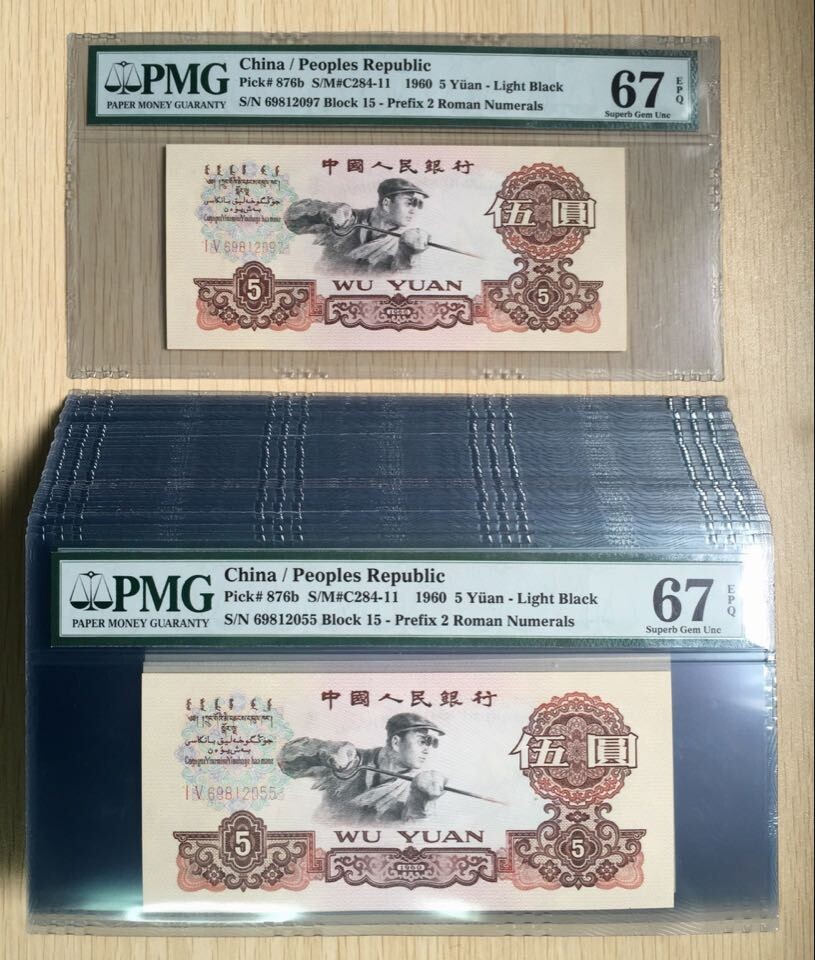 PMG
PAPER MONEY GUARANTY
China / Peoples Republic
Pick# 876b S/M#C284-11 1960 5 Yüan - Light Black
S/N 69812097 Block 15 - Prefix 2 Roman Numerals
67
EPQ
Superb Gem Unc
中國人民銀行
I V 69812097
伍圓
WU YUAN
5
1960
5
PMG
PAPER MONEY GUARANTY
China / Peoples Republic
Pick# 876b S/M#C284-11 1960 5 Yüan - Light Black
S/N 69812055 Block 15 - Prefix 2 Roman Numerals
67
EPQ
Superb Gem Unc
中國人民銀行
I V 69812055
伍圓
WU YUAN
5
1960
5